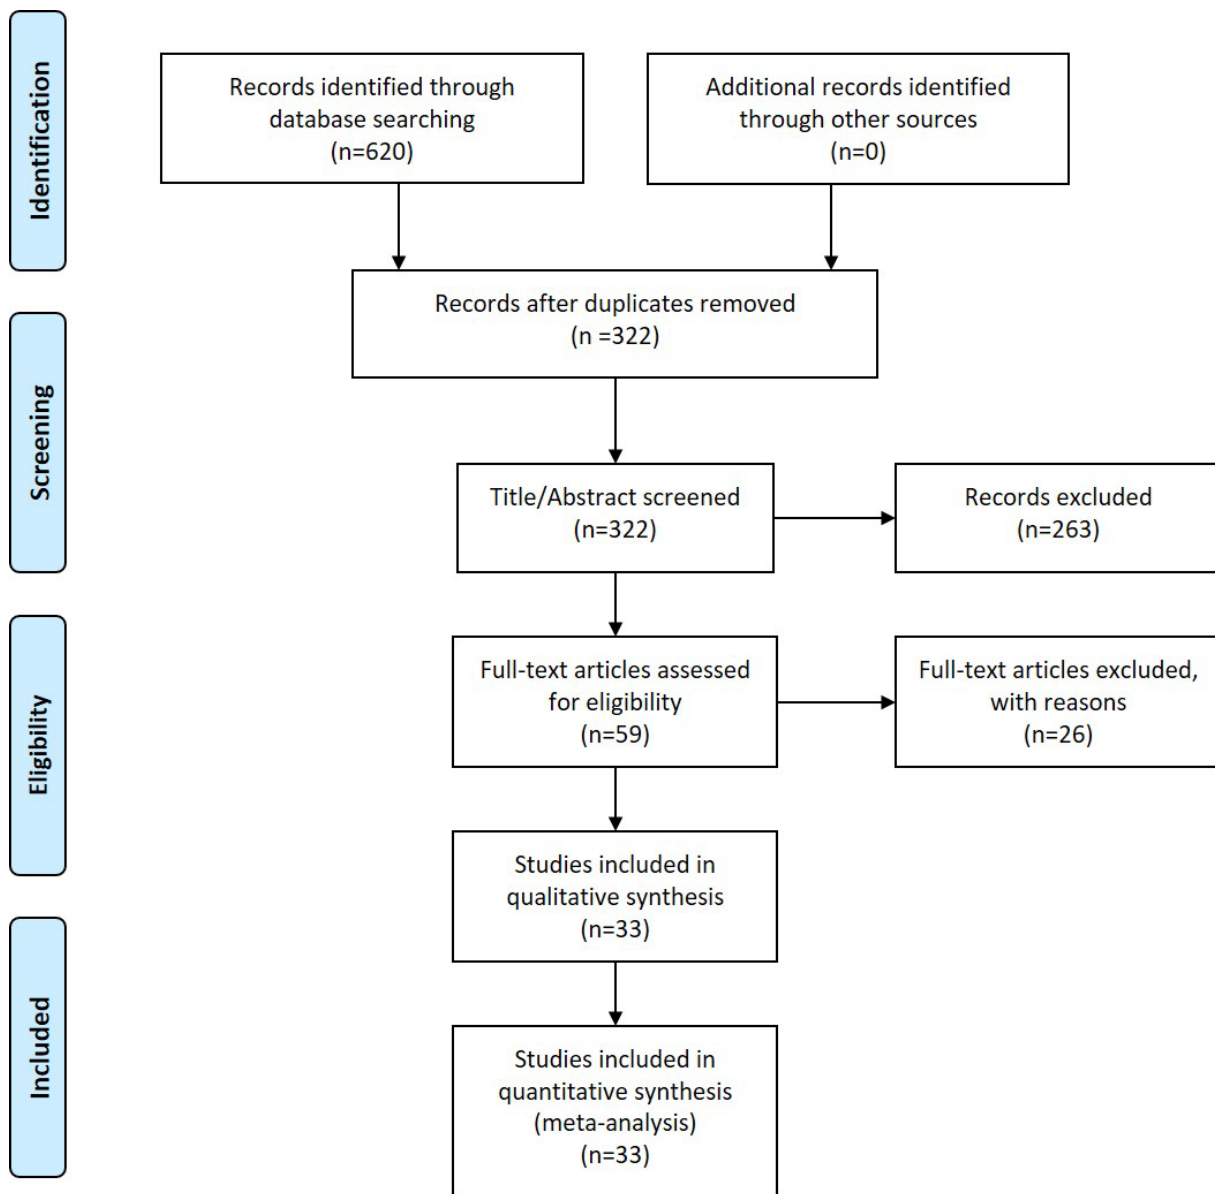 Identification
Records identified through
database searching
(n=620)
Additional records identified
through other sources
(n=0)
Records after duplicates removed
(n =322)
Screening
Title/Abstract screened
(n=322)
Records excluded
(n=263)
Eligibility
Full-text articles assessed
for eligibility
(n=59)
Full-text articles excluded,
with reasons
(n=26)
Studies included in
qualitative synthesis
(n=33)
Included
Studies included in
quantitative synthesis
(meta-analysis)
(n=33)